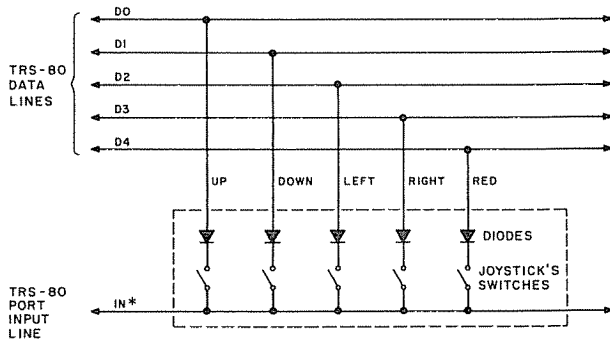 D0
D1
TRS-80
DATA
LINES
D2
D3
D4
UP
DOWN
LEFT
RIGHT
RED
DIODES
JOYSTICK'S
SWITCHES
TRS-80
PORT
INPUT
LINE
IN*